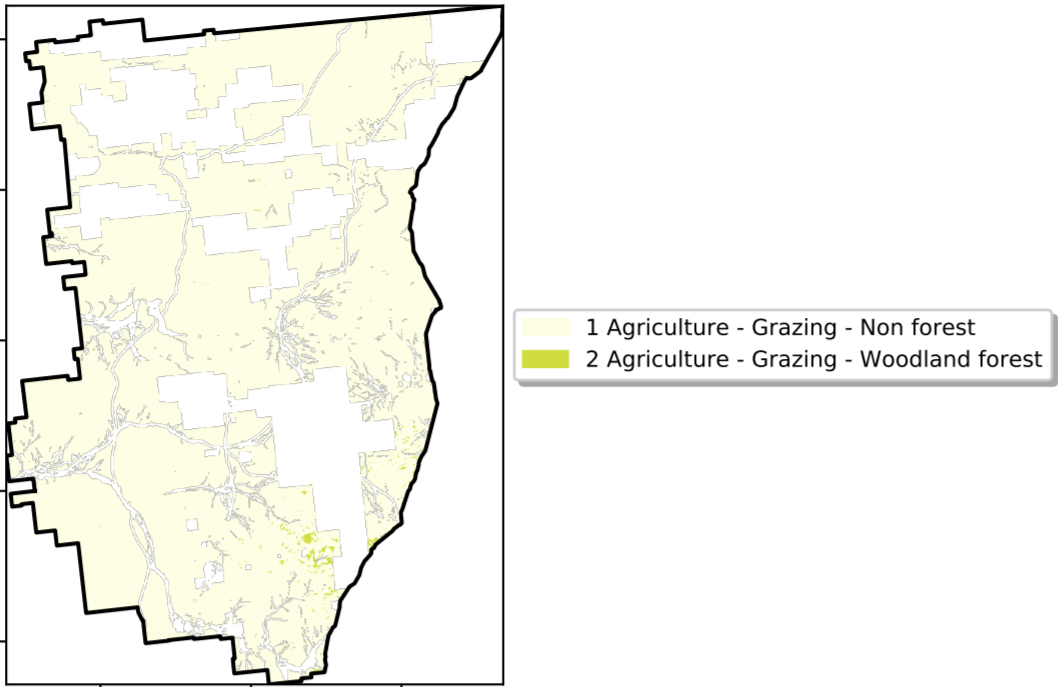 1 Agriculture - Grazing - Non forest
2 Agriculture - Grazing - Woodland forest